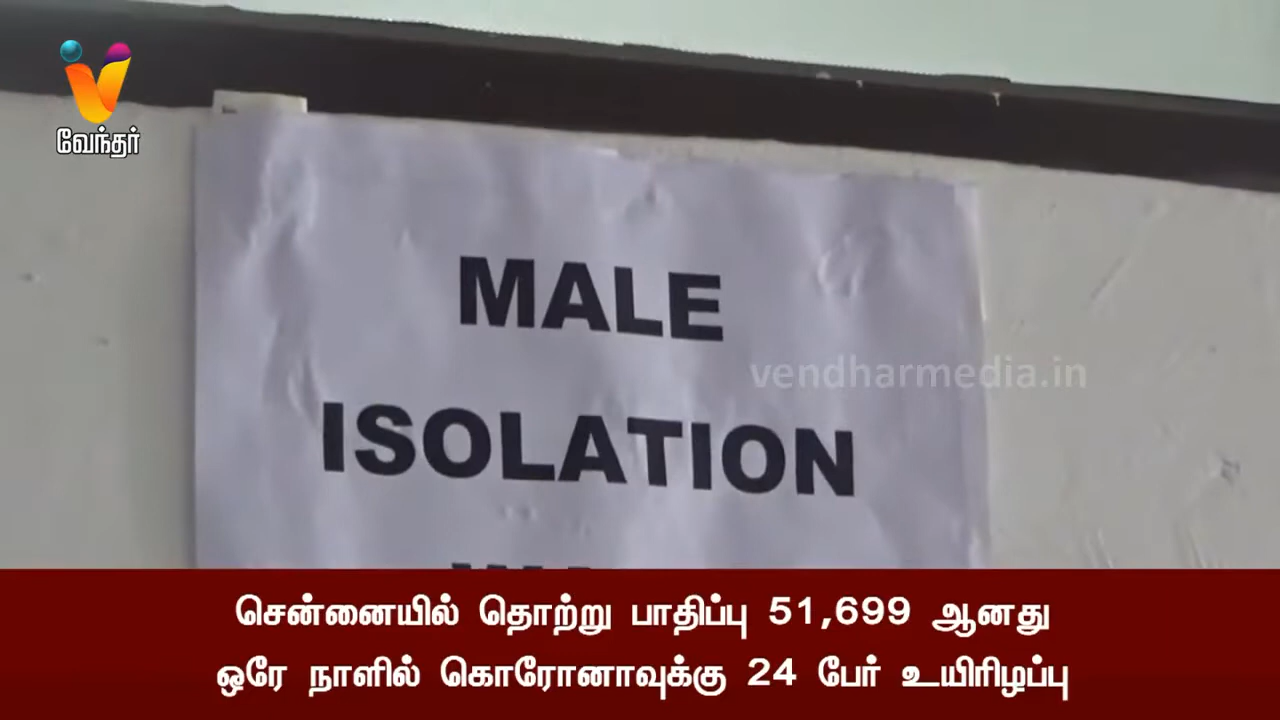 வேந்தர்
MALE
vendharmedia.in
ISOLATION
சென்னையில் தொற்று பாதிப்பு 51,699 ஆனது
ஒரே நாளில் கொரோனாவுக்கு 24 பேர் உயிரிழப்பு